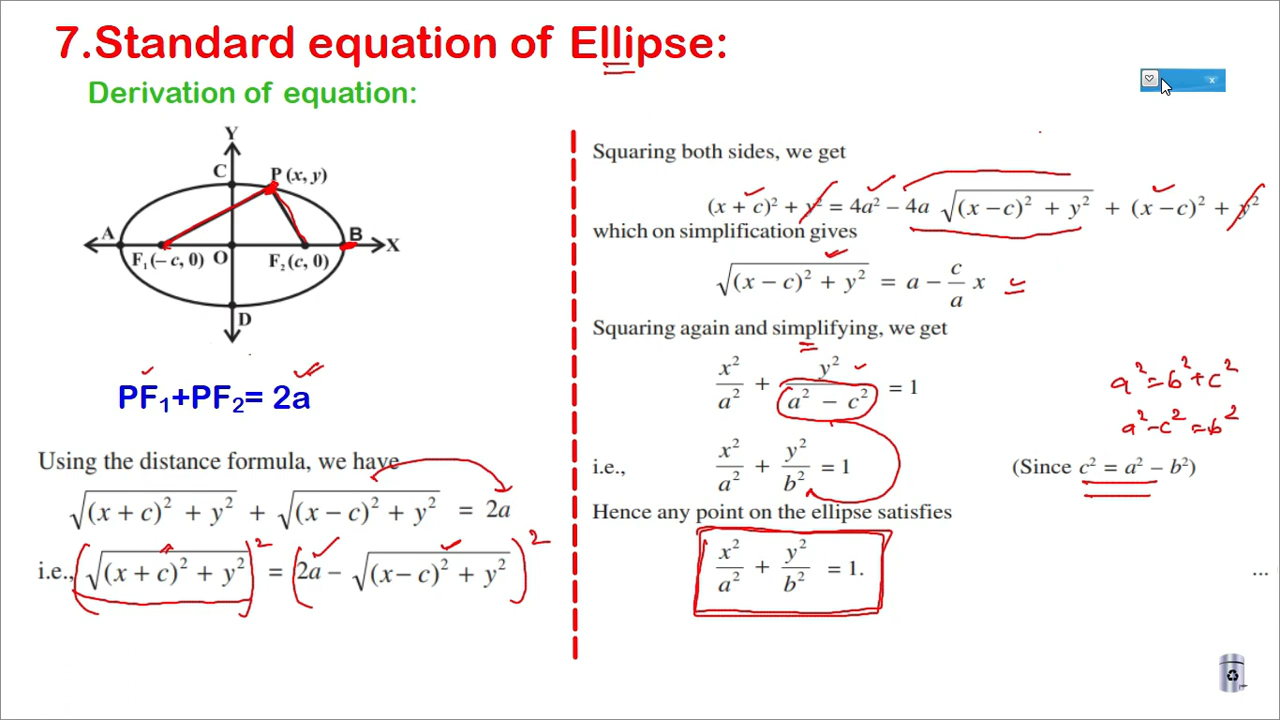 7.Standard equation of Ellipse:
Derivation of equation:
Y
C
P (x, y)
A
B
X
F₁(– c, 0)
O
F₂(c, 0)
D
PF₁+PF₂= 2a
Using the distance formula, we have
√((x + c)² + y²) + √((x – c)² + y²) = 2a
i.e., (√((x + c)² + y²))² = (2a – √((x – c)² + y²))²
Squaring both sides, we get
(x + c)² + y² = 4a² – 4a √((x – c)² + y²) + (x – c)² + y²
which on simplification gives
√((x – c)² + y²) = a – c/a x
Squaring again and simplifying, we get
x²/a² + y²/(a² – c²) = 1
a² = b² + c²
a² – c² = b²
i.e., x²/a² + y²/b² = 1 (Since c² = a² – b²)
Hence any point on the ellipse satisfies
x²/a² + y²/b² = 1.
...